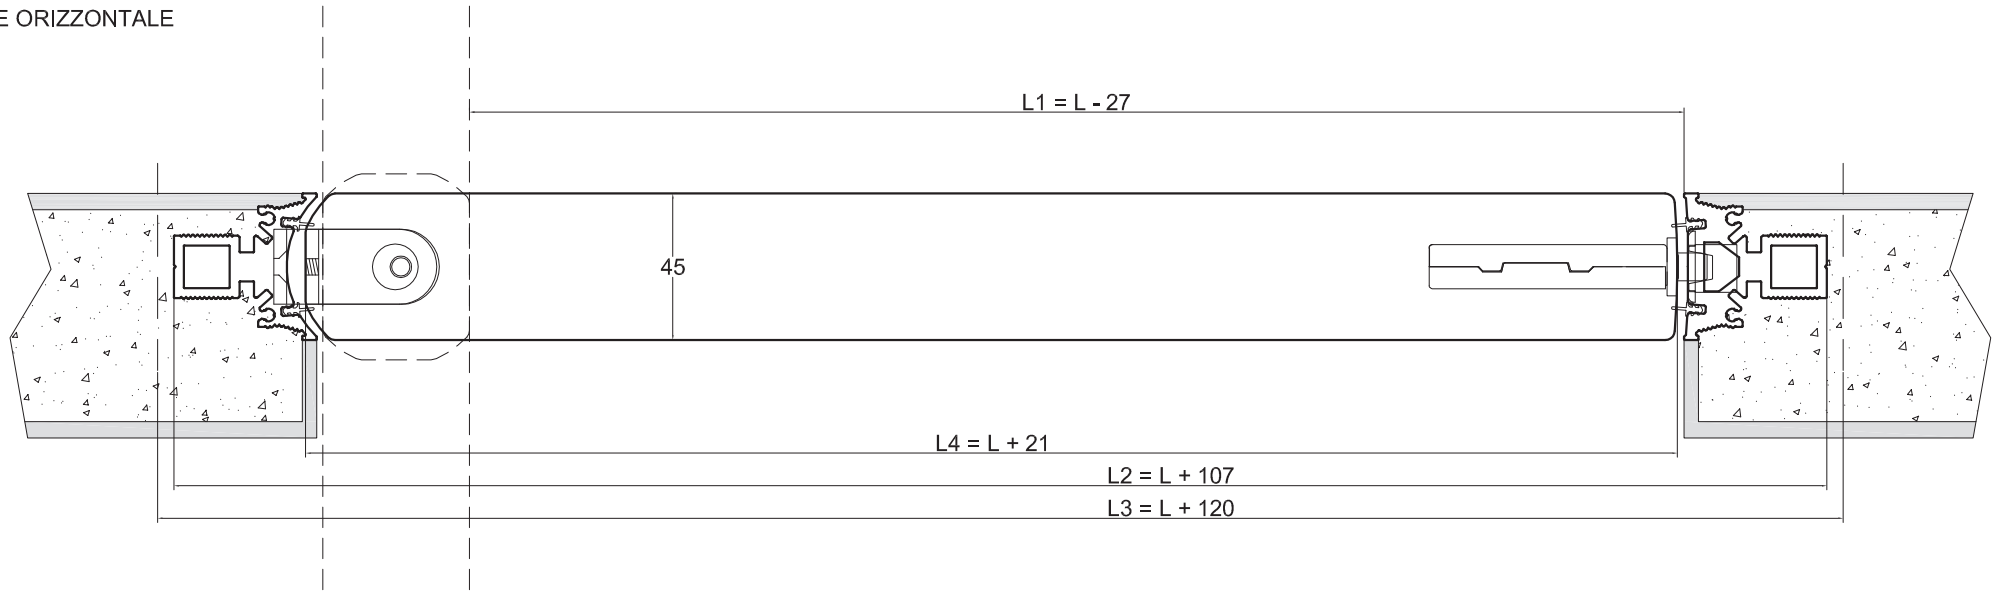 E ORIZZONTALE
L1 = L - 27
45
L4 = L + 21
L2 = L + 107
L3 = L + 120